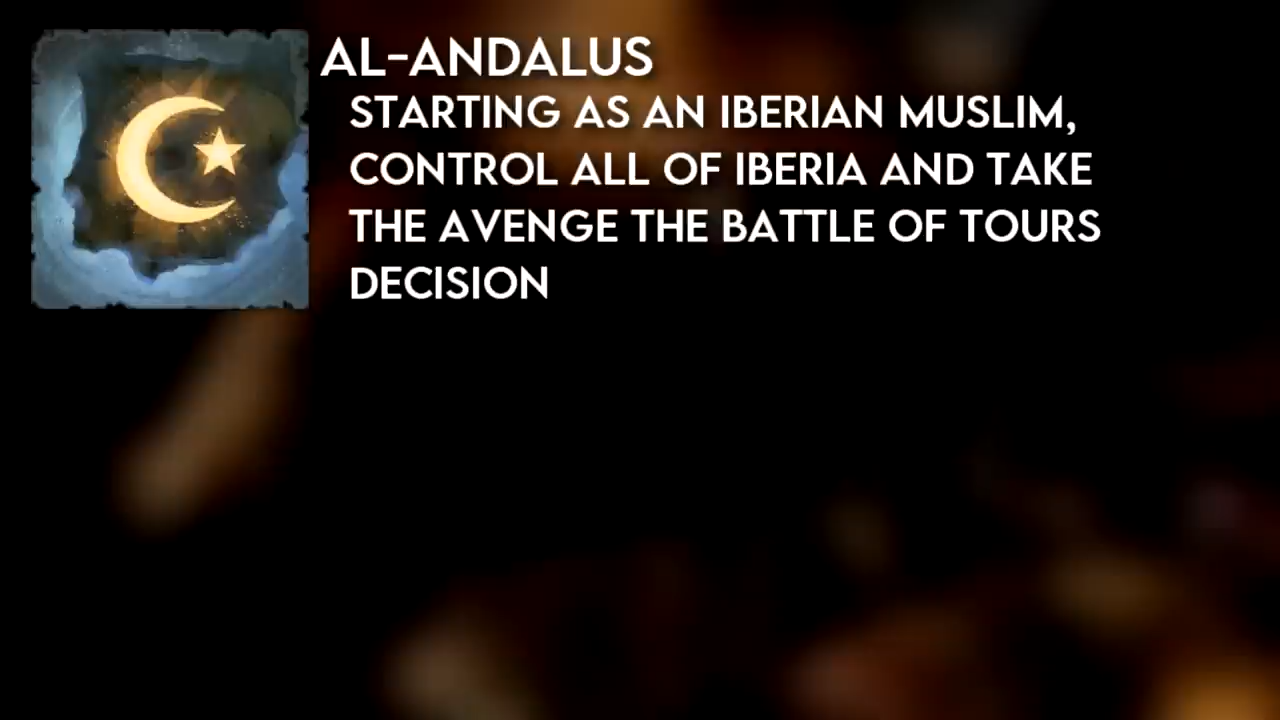 AL-ANDALUS
STARTING AS AN IBERIAN MUSLIM,
CONTROL ALL OF IBERIA AND TAKE
THE AVENGE THE BATTLE OF TOURS
DECISION